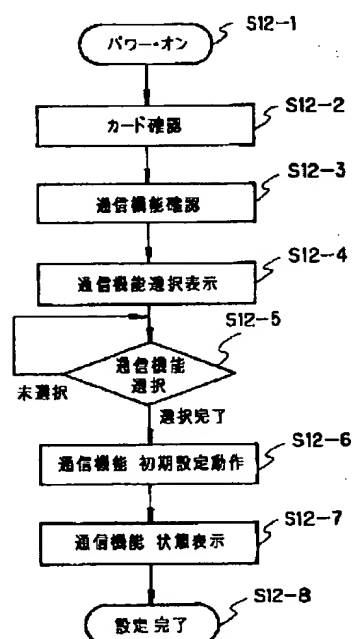 パワー・オン
S12-1
カード確認
S12-2
通信機能確認
S12-3
通信機能選択表示
S12-4
通信機能
選択
S12-5
未選択
選択完了
通信機能 初期設定動作
S12-6
通信機能 状態表示
S12-7
設定完了
S12-8